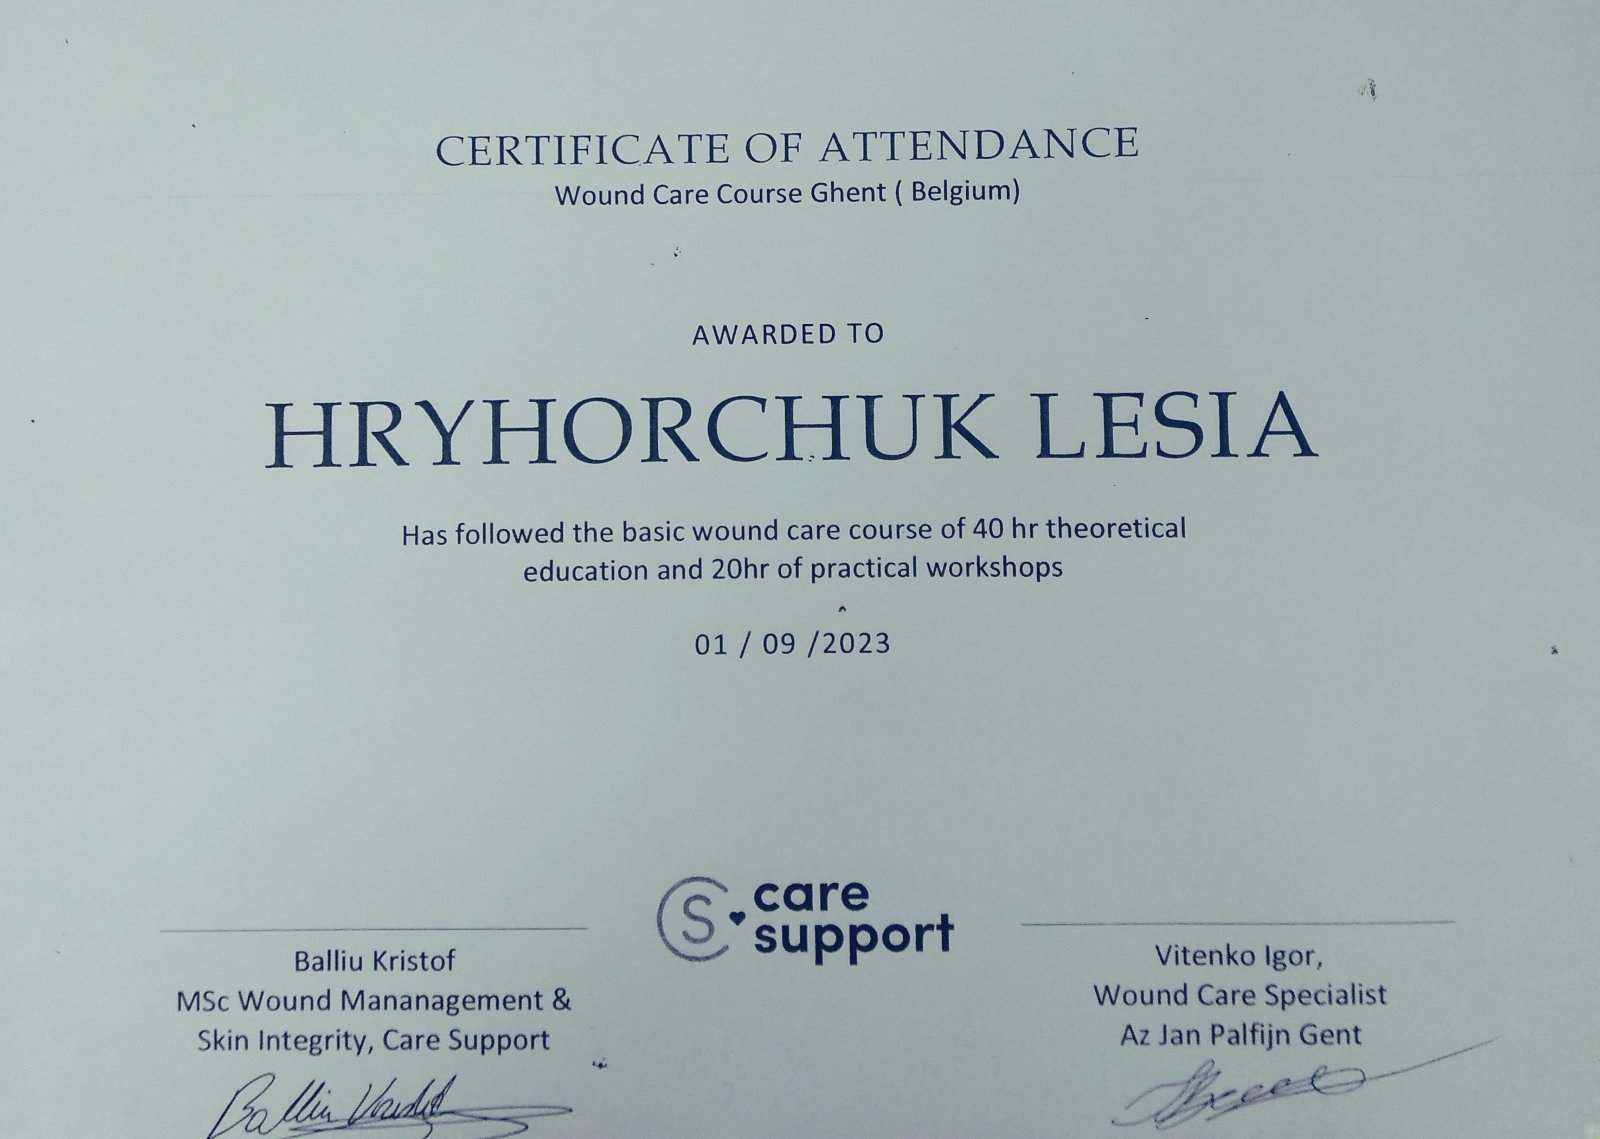 CERTIFICATE OF ATTENDANCE
Wound Care Course Ghent ( Belgium)
AWARDED TO
HRYHORCHUK LESIA
Has followed the basic wound care course of 40 hr theoretical
education and 20hr of practical workshops
01 / 09 /2023
S care
support
Balliu Kristof
MSc Wound Mananagement &
Skin Integrity, Care Support
Vitenko Igor,
Wound Care Specialist
Az Jan Palfijn Gent